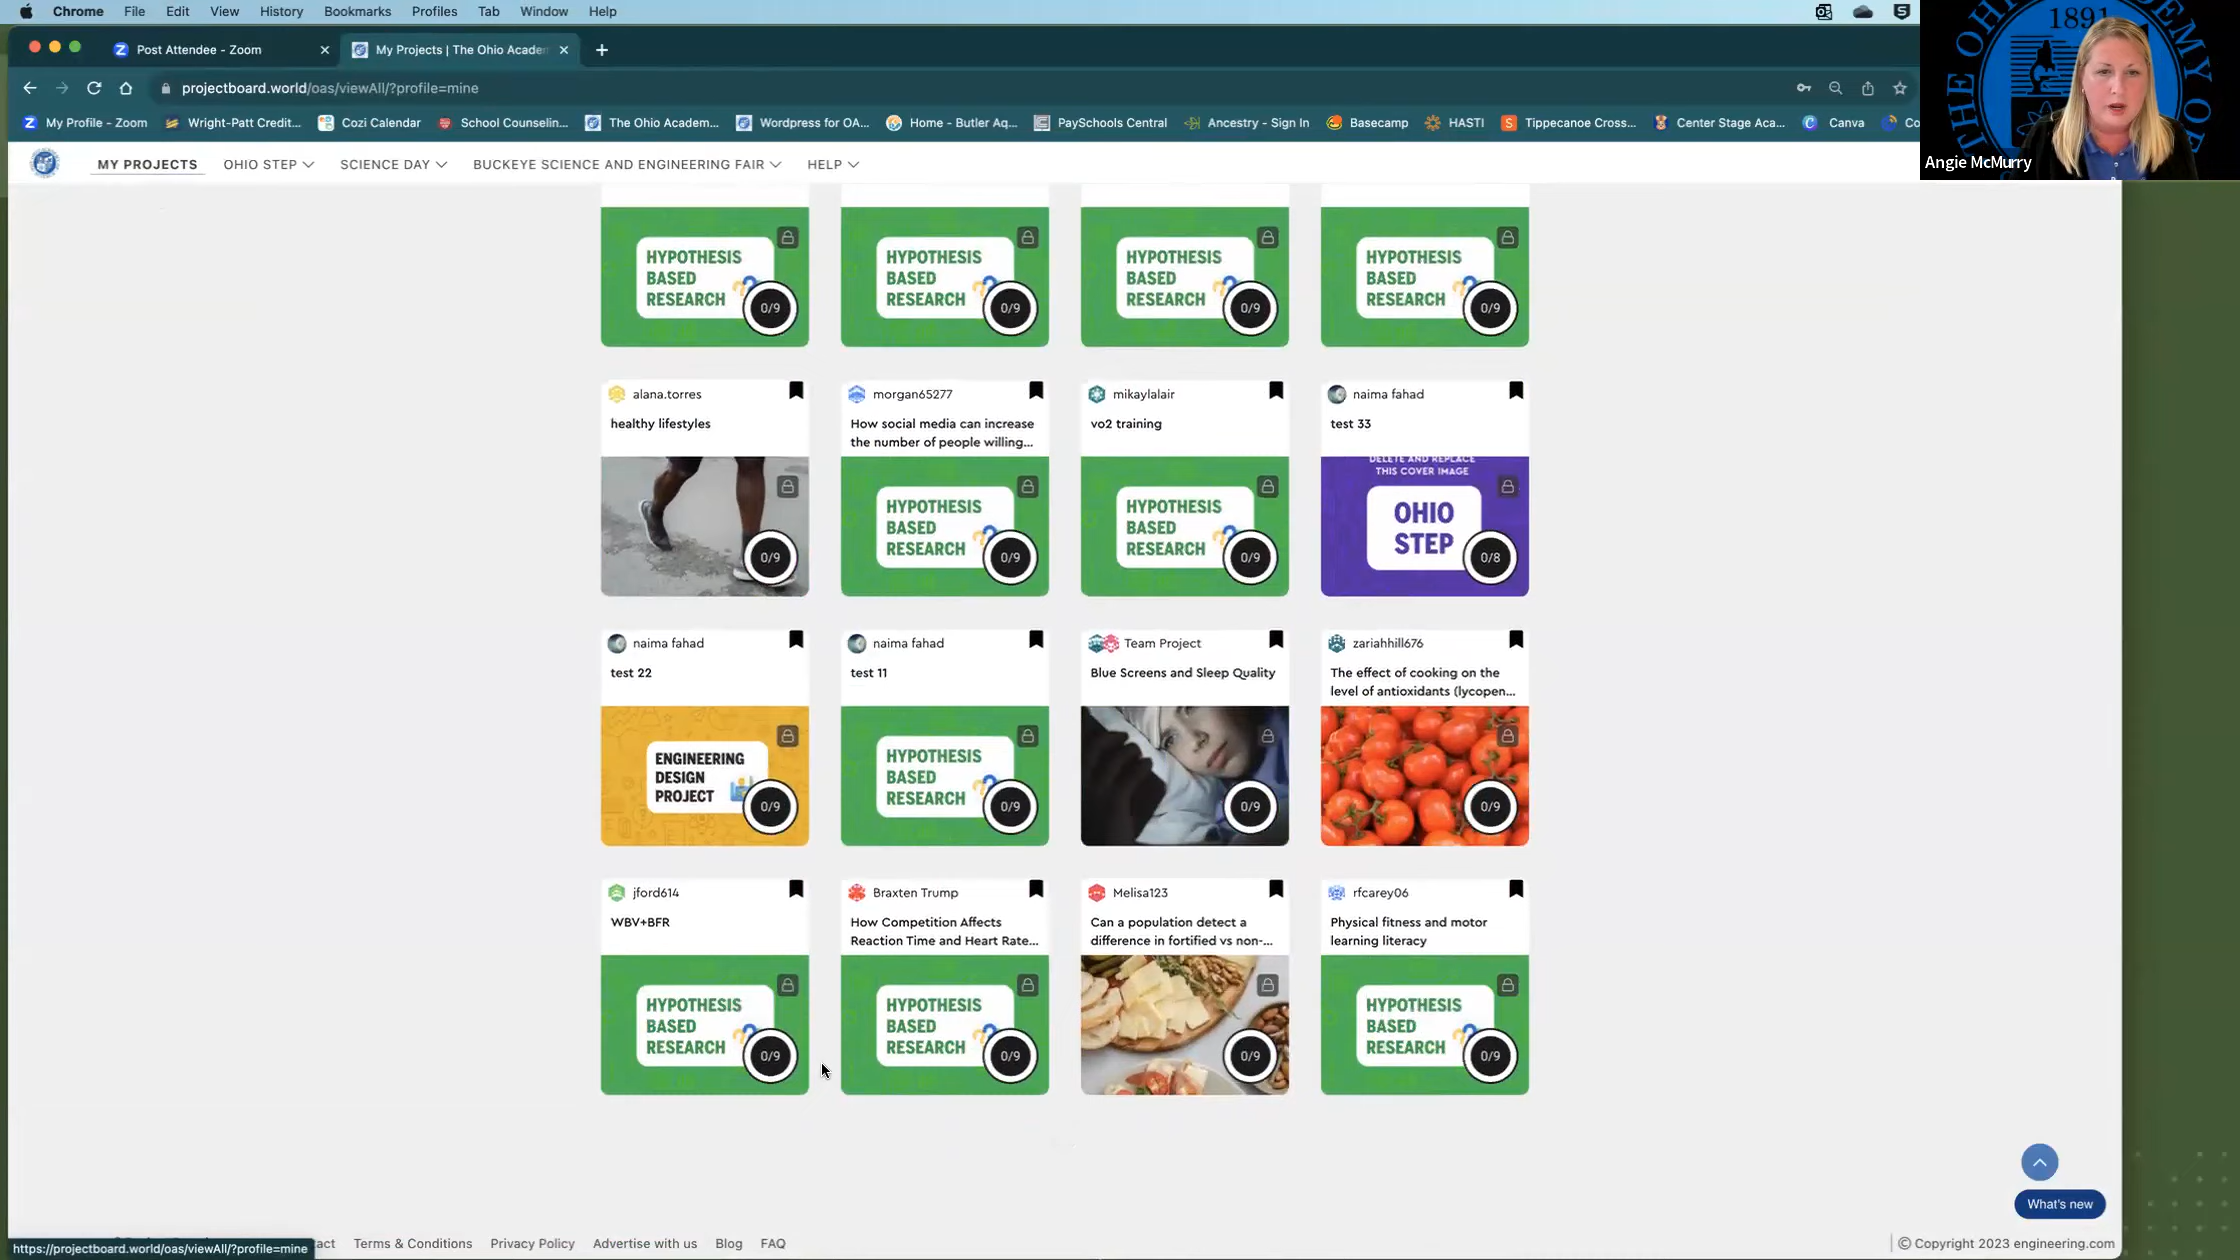 Chrome File Edit View History Bookmarks Profiles Tab Window Help
Post Attendee - Zoom
My Projects | The Ohio Acade
projectboard.world/oas/viewAll/?profile=mine
My Profile - Zoom
Wright-Patt Credit...
Cozi Calendar
School Counselin...
The Ohio Academ...
Wordpress for OA...
Home - Butler Aq...
PaySchools Central
Ancestry - Sign In
Basecamp
HASTI
Tippecanoe Cross...
Center Stage Aca...
Canva
Co
1891
Angie McMurry
MY PROJECTS
OHIO STEP
SCIENCE DAY
BUCKEYE SCIENCE AND ENGINEERING FAIR
HELP
HYPOTHESIS
BASED
RESEARCH
0/9
HYPOTHESIS
BASED
RESEARCH
0/9
HYPOTHESIS
BASED
RESEARCH
0/9
HYPOTHESIS
BASED
RESEARCH
0/9
alana.torres
healthy lifestyles
0/9
morgan65277
How social media can increase
the number of people willing...
HYPOTHESIS
BASED
RESEARCH
0/9
mikaylalair
vo2 training
HYPOTHESIS
BASED
RESEARCH
0/9
naima fahad
test 33
DELETE AND REPLACE
THIS COVER IMAGE
OHIO
STEP
0/8
naima fahad
test 22
ENGINEERING
DESIGN
PROJECT
0/9
naima fahad
test 11
HYPOTHESIS
BASED
RESEARCH
0/9
Team Project
Blue Screens and Sleep Quality
0/9
zariahhill676
The effect of cooking on the
level of antioxidants (lycopen...
0/9
jford614
WBV+BFR
HYPOTHESIS
BASED
RESEARCH
0/9
Braxten Trump
How Competition Affects
Reaction Time and Heart Rate...
HYPOTHESIS
BASED
RESEARCH
0/9
Melisa123
Can a population detect a
difference in fortified vs non-...
0/9
rfcarey06
Physical fitness and motor
learning literacy
HYPOTHESIS
BASED
RESEARCH
0/9
What's new
https://projectboard.world/oas/viewAll/?profile=mine
tact
Terms & Conditions
Privacy Policy
Advertise with us
Blog
FAQ
© Copyright 2023 engineering.com